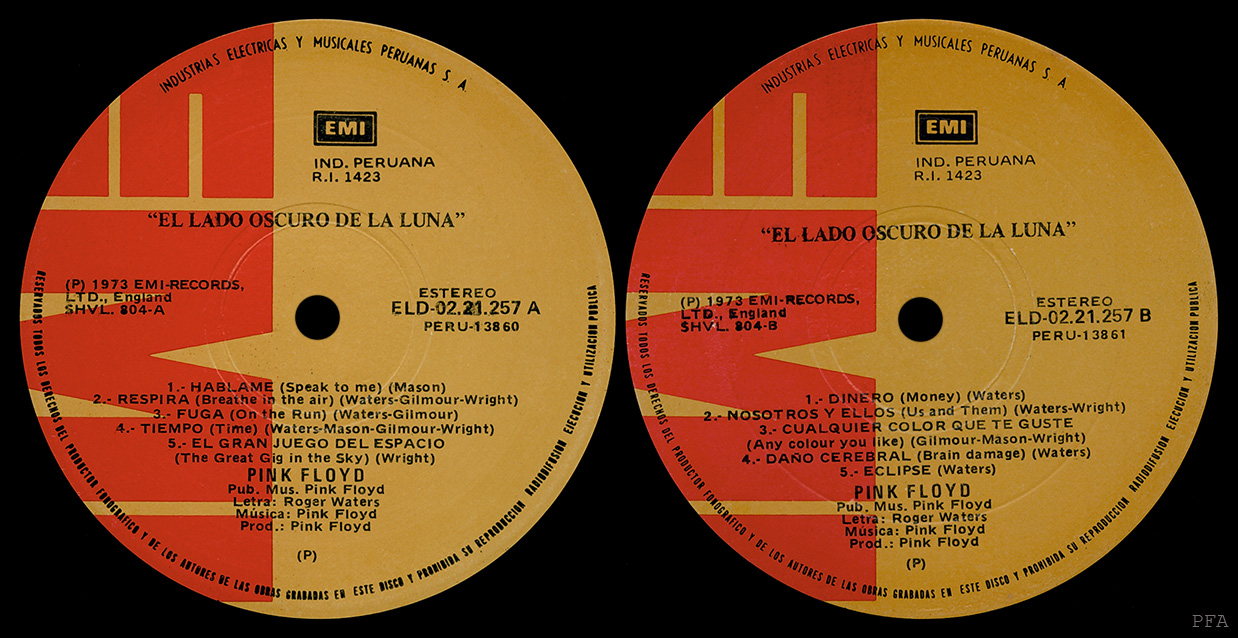 INDUSTRIAS ELECTRICAS Y MUSICALES PERUANAS S. A.
EMI
IND. PERUANA
R.I. 1423
“EL LADO OSCURO DE LA LUNA”
(P) 1973 EMI-RECORDS,
LTD., England
SHVL. 804-A
ESTEREO
ELD-02.21.257 A
PERU-13860
1.- HABLAME (Speak to me) (Mason)
2.- RESPIRA (Breathe in the air) (Waters-Gilmour-Wright)
3.- FUGA (On the Run) (Waters-Gilmour)
4.- TIEMPO (Time) (Waters-Mason-Gilmour-Wright)
5.- EL GRAN JUEGO DEL ESPACIO
(The Great Gig in the Sky) (Wright)
PINK FLOYD
Pub. Mus. Pink Floyd
Letra: Roger Waters
Música: Pink Floyd
Prod.: Pink Floyd
(P)
RESERVADOS TODOS LOS DERECHOS DEL PRODUCTOR FONOGRAFICO Y DE LOS AUTORES DE LAS OBRAS GRABADAS EN ESTE DISCO Y PROHIBIDA SU REPRODUCCION RADIODIFUSION EJECUCION Y UTILIZACION PUBLICA
INDUSTRIAS ELECTRICAS Y MUSICALES PERUANAS S. A.
EMI
IND. PERUANA
R.I. 1423
“EL LADO OSCURO DE LA LUNA”
(P) 1973 EMI-RECORDS,
LTD., England
SHVL. 804-B
ESTEREO
ELD-02.21.257 B
PERU-13861
1.- DINERO (Money) (Waters)
2.- NOSOTROS Y ELLOS (Us and Them) (Waters-Wright)
3.- CUALQUIER COLOR QUE TE GUSTE
(Any colour you like) (Gilmour-Mason-Wright)
4.- DAÑO CEREBRAL (Brain damage) (Waters)
5.- ECLIPSE (Waters)
PINK FLOYD
Pub. Mus. Pink Floyd
Letra: Roger Waters
Música: Pink Floyd
Prod.: Pink Floyd
(P)
RESERVADOS TODOS LOS DERECHOS DEL PRODUCTOR FONOGRAFICO Y DE LOS AUTORES DE LAS OBRAS GRABADAS EN ESTE DISCO Y PROHIBIDA SU REPRODUCCION RADIODIFUSION EJECUCION Y UTILIZACION PUBLICA
PFA